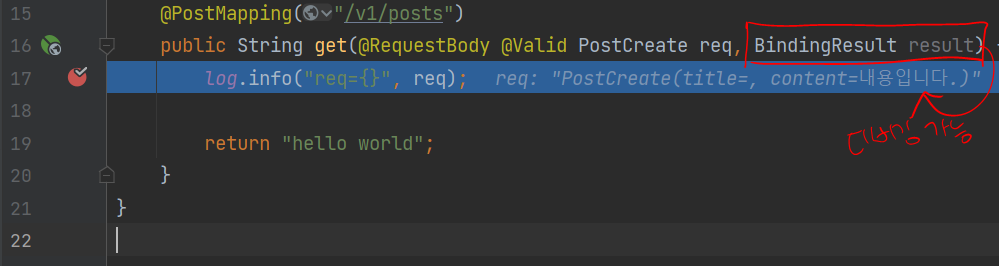 15 @PostMapping("/v1/posts")
16 public String get(@RequestBody @Valid PostCreate req, BindingResult result) {
17 log.info("req={}", req); req: "PostCreate(title=, content=내용입니다.)"
18
디버깅 가능
19 return "hello world";
20 }
21 }
22